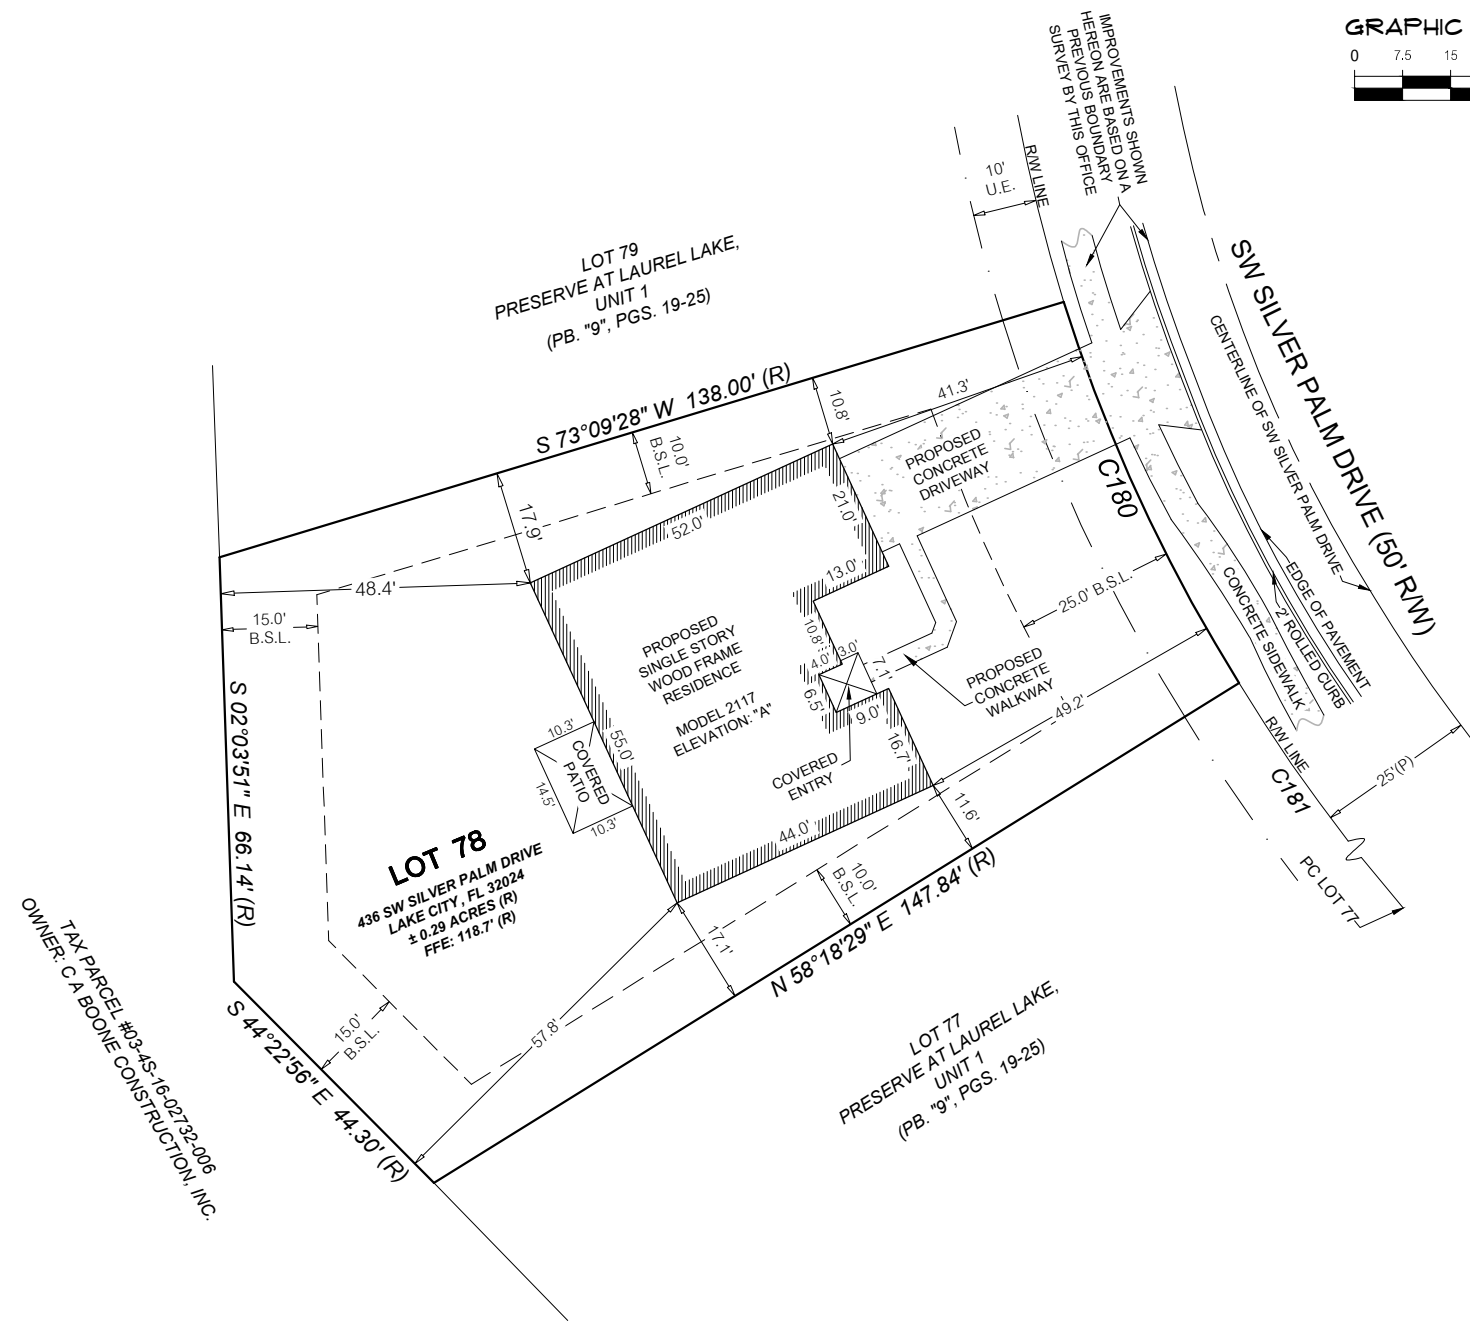 GRAPHIC
0 7.5 15
IMPROVEMENTS SHOWN
HEREON ARE BASED ON A
PREVIOUS BOUNDARY
SURVEY BY THIS OFFICE
10'
U.E.
R/W LINE
LOT 79
PRESERVE AT LAUREL LAKE,
UNIT 1
(PB. "9", PGS. 19-25)
SW SILVER PALM DRIVE (50' R/W)
CENTERLINE OF SW SILVER PALM DRIVE
S 73°09'28" W 138.00' (R)
10.8'
41.3'
10.0'
B.S.L.
PROPOSED
CONCRETE
DRIVEWAY
C180
17.9'
52.0'
21.0'
13.0'
48.4'
15.0'
B.S.L.
25.0' B.S.L.
EDGE OF PAVEMENT
2' ROLLED CURB
CONCRETE SIDEWALK
PROPOSED
SINGLE STORY
WOOD FRAME
RESIDENCE
MODEL 2117
ELEVATION: "A"
10.8'
4.0'
3.0'
7.
6.5'
9.0'
PROPOSED
CONCRETE
WALKWAY
49.2'
S 02°03'51" E 66.14' (R)
10.3'
COVERED
PATIO
14.5'
10.3'
55.0'
COVERED
ENTRY
16.7'
R/W LINE
C181
25'(P)
44.0'
11.6'
LOT 78
436 SW SILVER PALM DRIVE
LAKE CITY, FL 32024
± 0.29 ACRES (R)
FFE: 118.7' (R)
10.0'
B.S.L.
PC LOT 77
17.1'
N 58°18'29" E 147.84' (R)
TAX PARCEL #03-4S-16-02732-006
OWNER: C A BOONE CONSTRUCTION, INC.
15.0'
B.S.L.
57.8'
S 44°22'56" E 44.30' (R)
LOT 77
PRESERVE AT LAUREL LAKE,
UNIT 1
(PB. "9", PGS. 19-25)